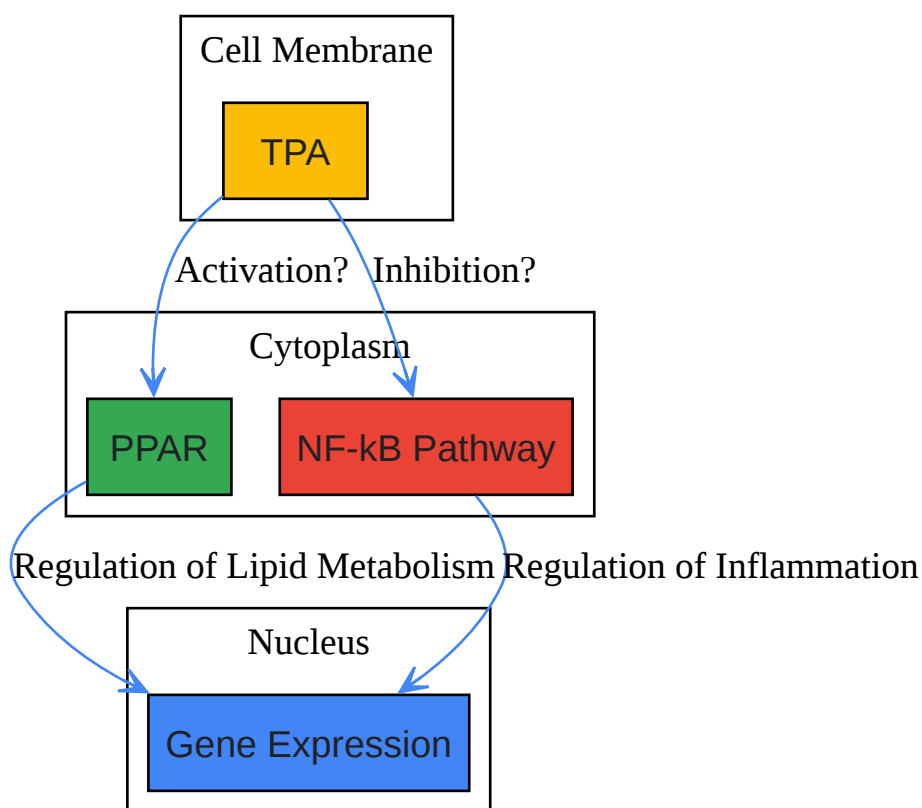 Cell Membrane
TPA
Activation?
Inhibition?
Cytoplasm
PPAR
NF-kB Pathway
Regulation of Lipid Metabolism
Regulation of Inflammation
Nucleus
Gene Expression